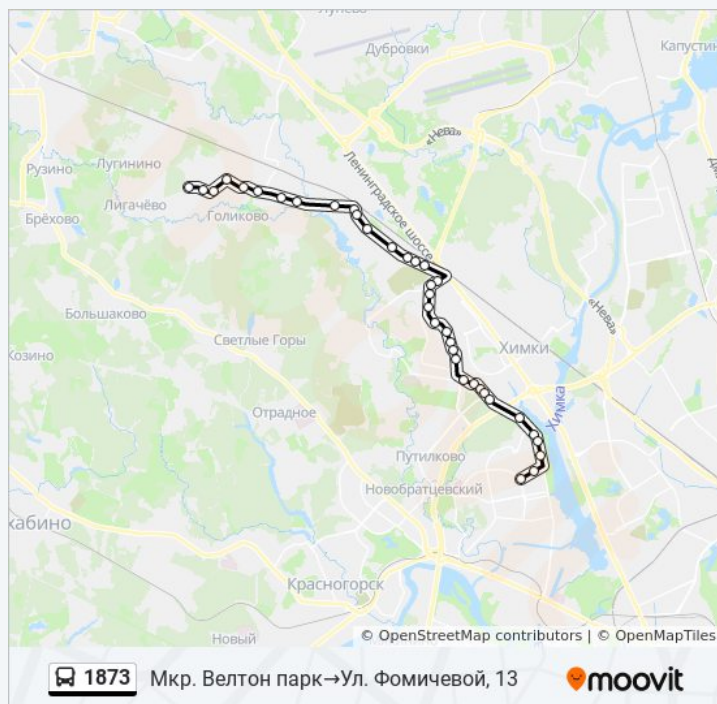 Лунёво
Дубровки
Капустин
«Нева»
Рузино
Лугинино
Ленинградское шоссе
Лигачёво
Голиково
Брёхово
«Нева»
Большаково
Светлые Горы
Химки
Козино
Химка
Отрадное
Путилково
Новобратцевский
хабино
Красногорск
Новый
© OpenStreetMap contributors | © OpenMapTiles
1873
Мкр. Велтон парк→Ул. Фомичевой, 13
moovit